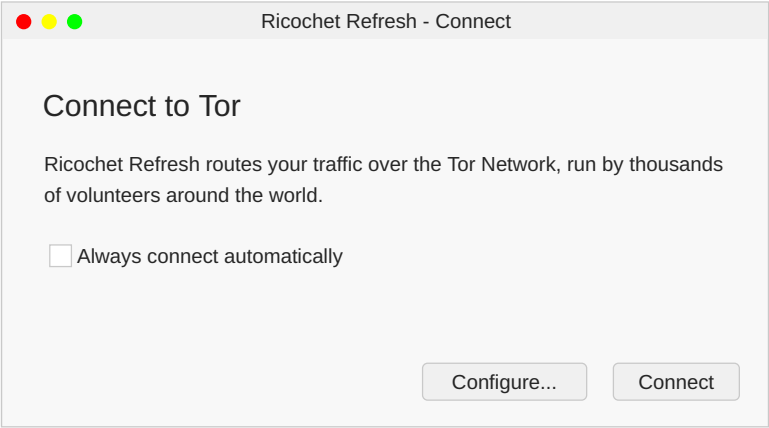 Ricochet Refresh - Connect
Connect to Tor
Ricochet Refresh routes your traffic over the Tor Network, run by thousands
of volunteers around the world.
Always connect automatically
Configure...
Connect